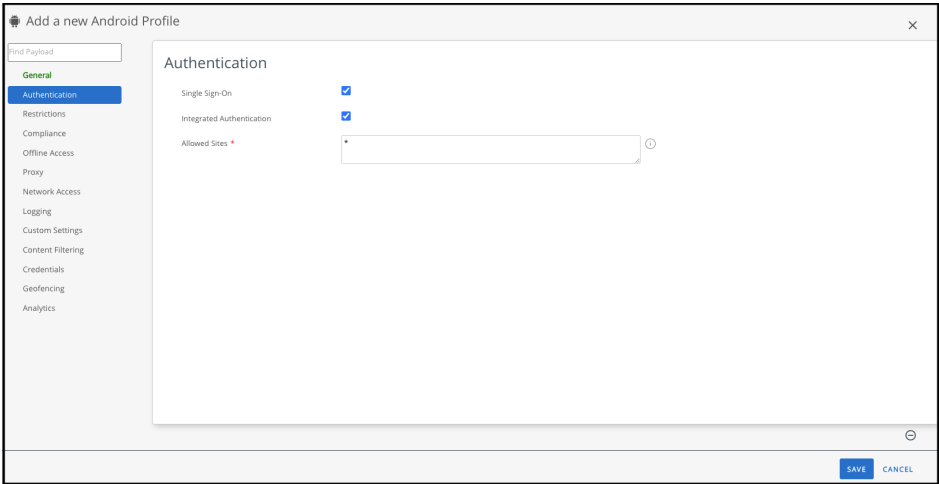 Add a new Android Profile
Find Payload
General
Authentication
Restrictions
Compliance
Offline Access
Proxy
Network Access
Logging
Custom Settings
Content Filtering
Credentials
Geofencing
Analytics
Authentication
Single Sign-On
Integrated Authentication
Allowed Sites *
*
SAVE CANCEL